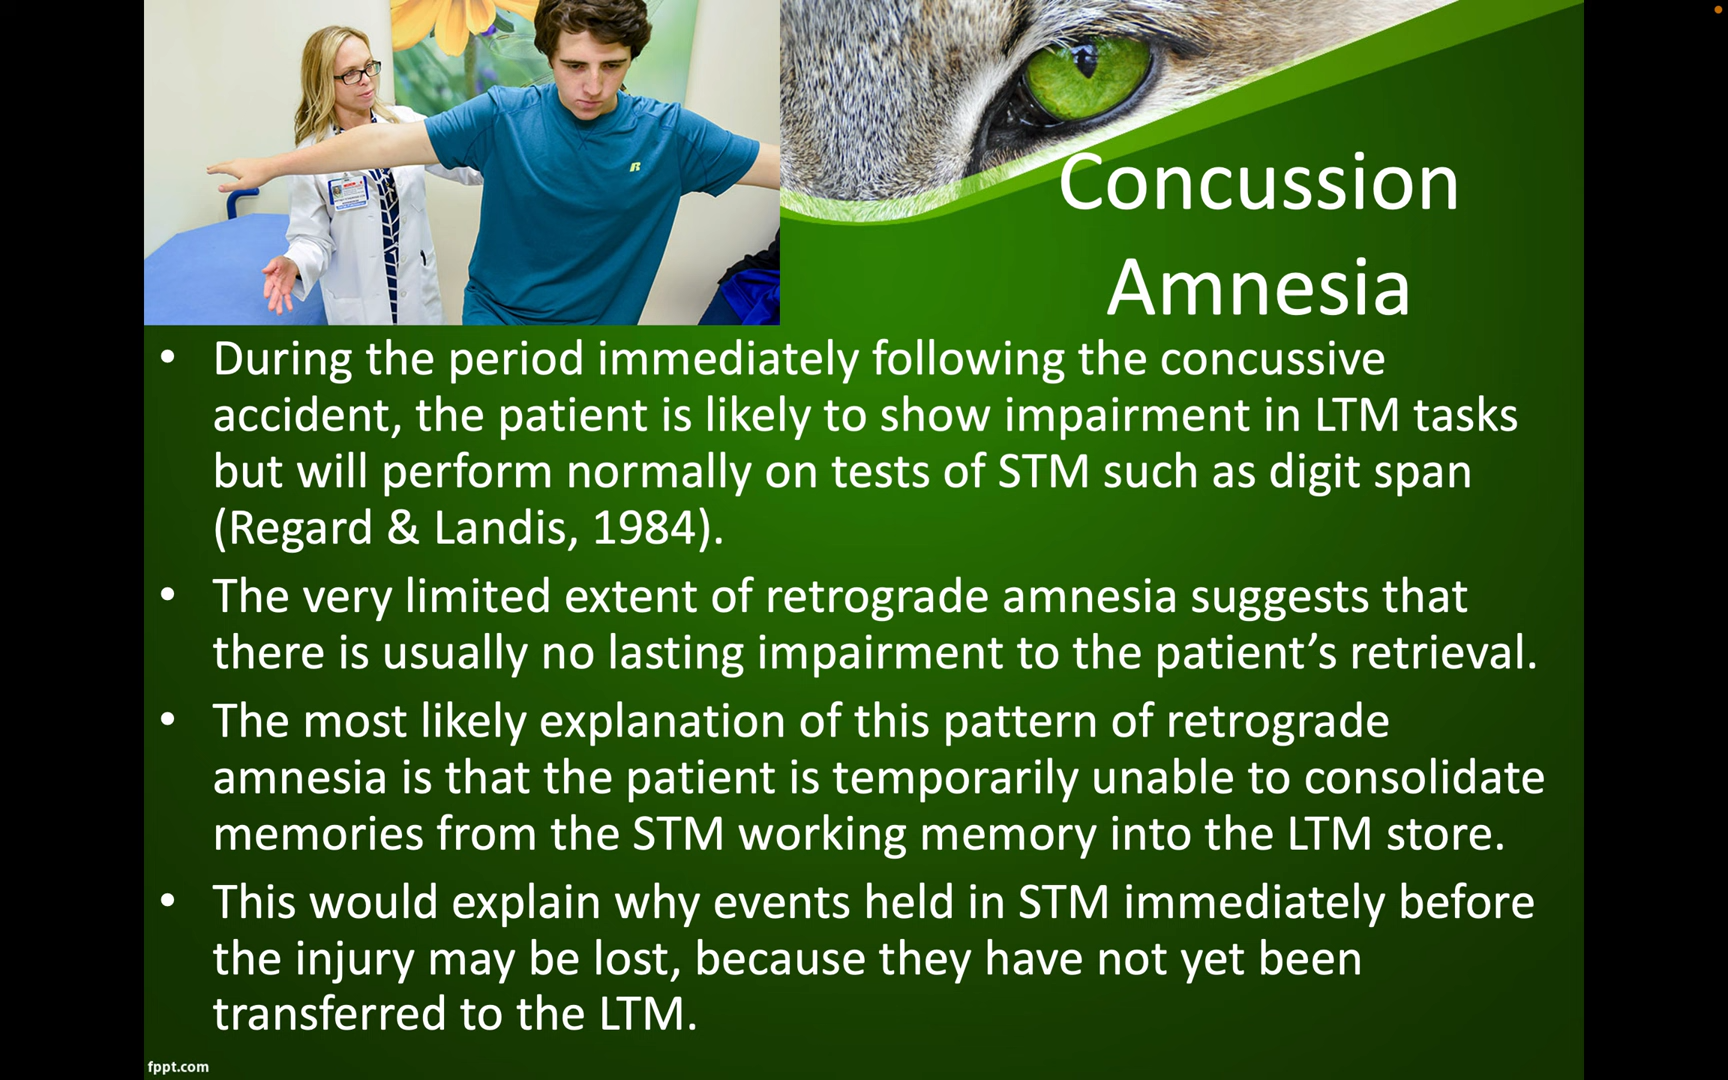 Concussion
Amnesia
• During the period immediately following the concussive
accident, the patient is likely to show impairment in LTM tasks
but will perform normally on tests of STM such as digit span
(Regard & Landis, 1984).
• The very limited extent of retrograde amnesia suggests that
there is usually no lasting impairment to the patient’s retrieval.
• The most likely explanation of this pattern of retrograde
amnesia is that the patient is temporarily unable to consolidate
memories from the STM working memory into the LTM store.
• This would explain why events held in STM immediately before
the injury may be lost, because they have not yet been
transferred to the LTM.
fppt.com